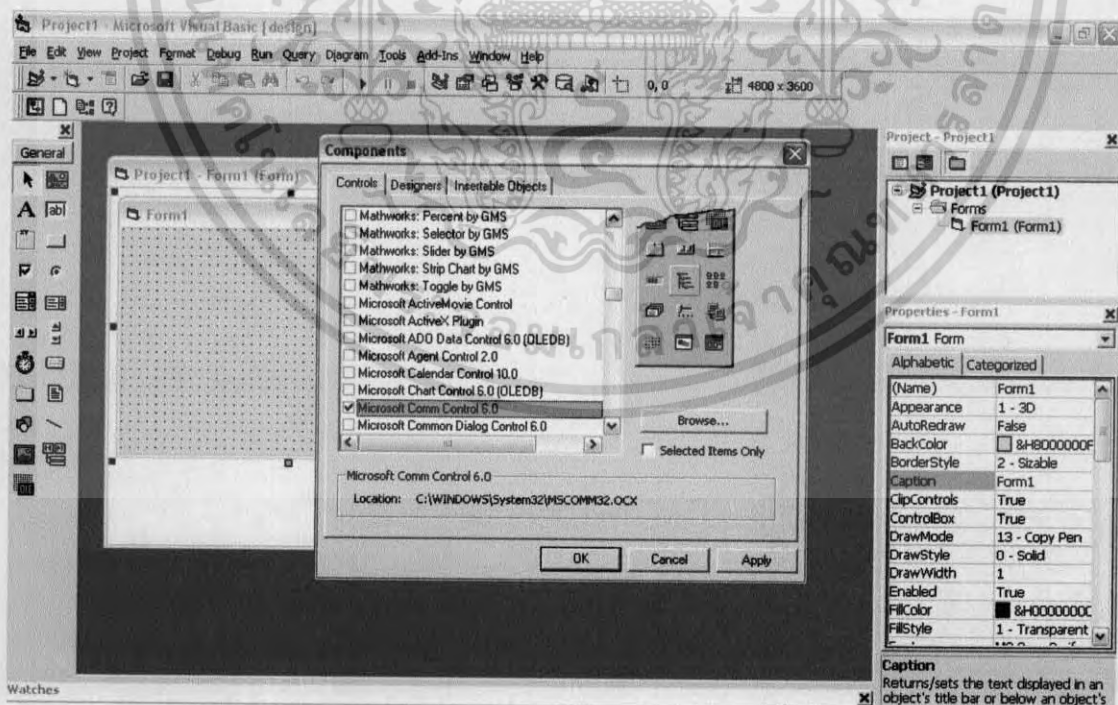 Project1 - Microsoft Visual Basic [design]
File Edit View Project Format Debug Run Query Diagram Tools Add-Ins Window Help
0, 0
4800 x 3600
General
A
ab|
Project1 - Form1 (Form)
Form1
Components
Controls
Designers
Insertable Objects
Mathworks: Percent by GMS
Mathworks: Selector by GMS
Mathworks: Slider by GMS
Mathworks: Strip Chart by GMS
Mathworks: Toggle by GMS
Microsoft ActiveMovie Control
Microsoft ActiveX Plugin
Microsoft ADO Data Control 6.0 (OLEDB)
Microsoft Agent Control 2.0
Microsoft Calendar Control 10.0
Microsoft Chart Control 6.0 (OLEDB)
Microsoft Comm Control 6.0
Microsoft Common Dialog Control 6.0
Browse...
Selected Items Only
Microsoft Comm Control 6.0
Location: C:\WINDOWS\System32\MSCOMM32.OCX
OK
Cancel
Apply
Project - Project1
Project1 (Project1)
Forms
Form1 (Form1)
Properties - Form1
Form1 Form
Alphabetic
Categorized
(Name) Form1
Appearance 1 - 3D
AutoRedraw False
BackColor &H8000000F
BorderStyle 2 - Sizable
Caption Form1
ClipControls True
ControlBox True
DrawMode 13 - Copy Pen
DrawStyle 0 - Solid
DrawWidth 1
Enabled True
FillColor &H0000000C
FillStyle 1 - Transparent
Caption
Returns/sets the text displayed in an
object's title bar or below an object's
Watches